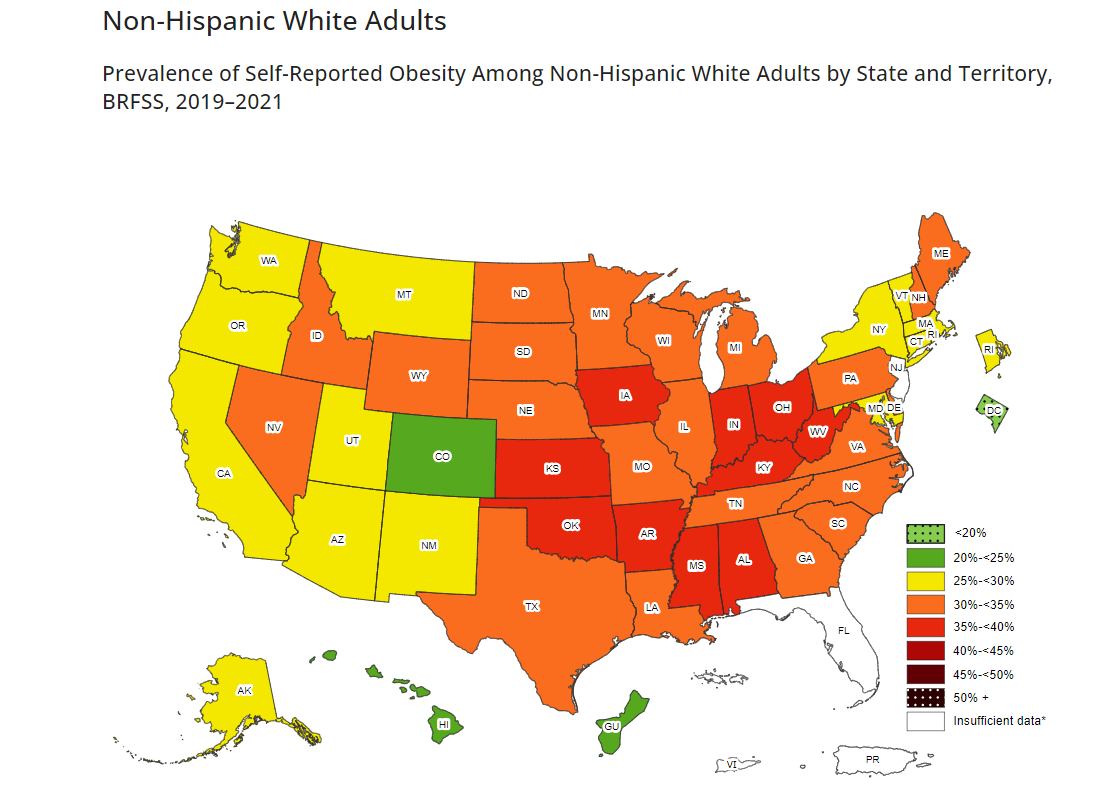 Non-Hispanic White Adults
Prevalence of Self-Reported Obesity Among Non-Hispanic White Adults by State and Territory,
BRFSS, 2019–2021
ME
WA
VT
NH
MT
ND
MN
OR
MA
NY
RI
ID
WI
CT
MI
RI
SD
NJ
WY
PA
IA
NE
OH
MD
DE
DC
IN
NV
IL
WV
UT
VA
CO
MO
KS
KY
CA
NC
TN
OK
SC
AR
AZ
NM
GA
AL
MS
<20%
20%-<25%
25%-<30%
TX
LA
30%-<35%
FL
35%-<40%
40%-<45%
45%-<50%
AK
50% +
HI
GU
Insufficient data*
VI
PR